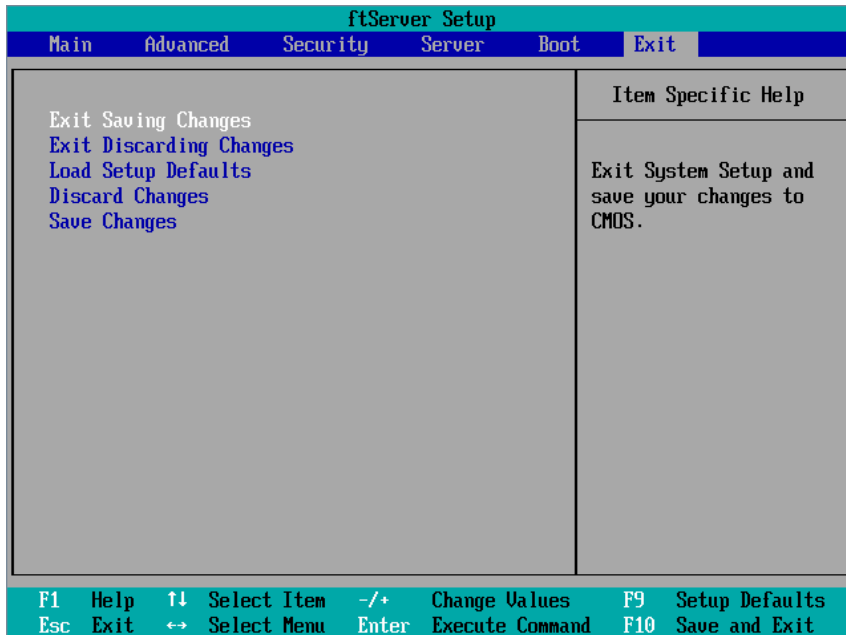 ftServer Setup
Main Advanced Security Server Boot Exit
Exit Saving Changes
Exit Discarding Changes
Load Setup Defaults
Discard Changes
Save Changes
Item Specific Help
Exit System Setup and
save your changes to
CMOS.
F1 Help ↑↓ Select Item -/+ Change Values F9 Setup Defaults
Esc Exit ↔ Select Menu Enter Execute Command F10 Save and Exit